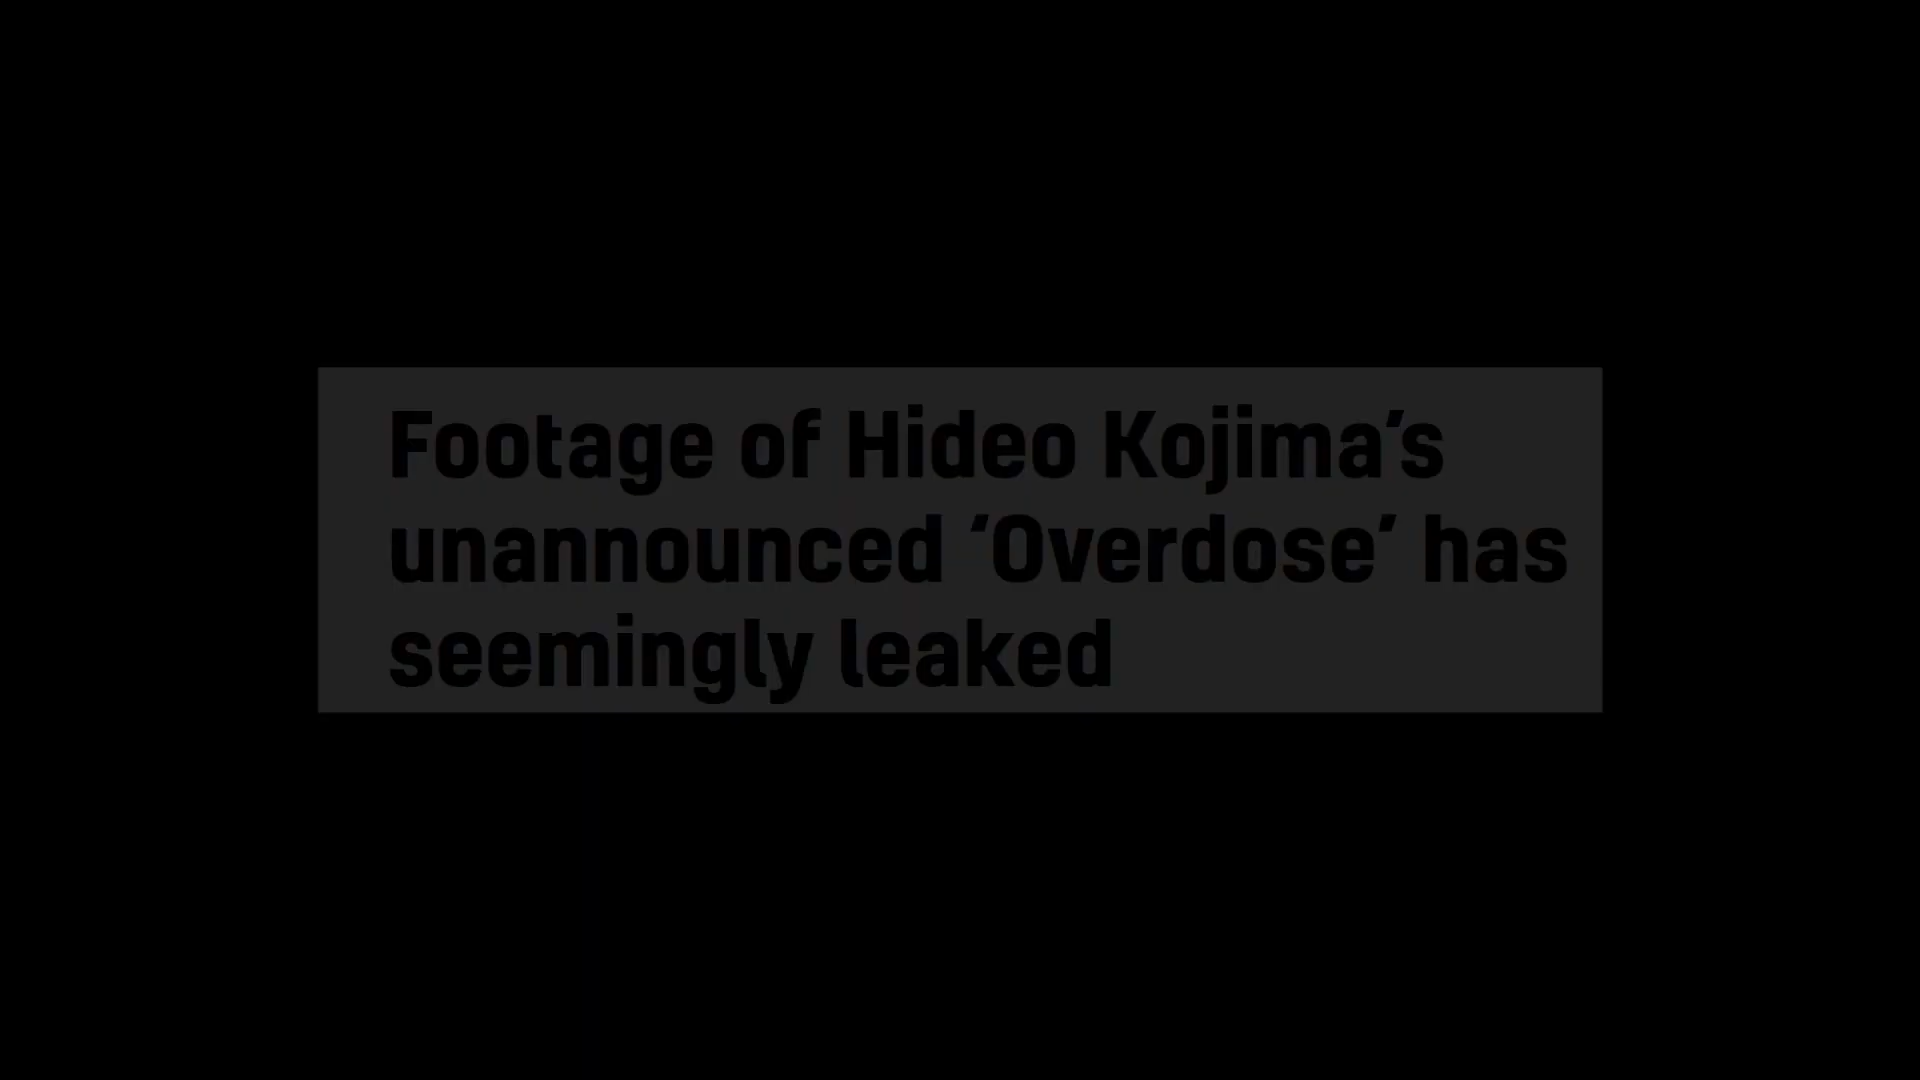 Footage of Hideo Kojima’s
unannounced ‘Overdose’ has
seemingly leaked